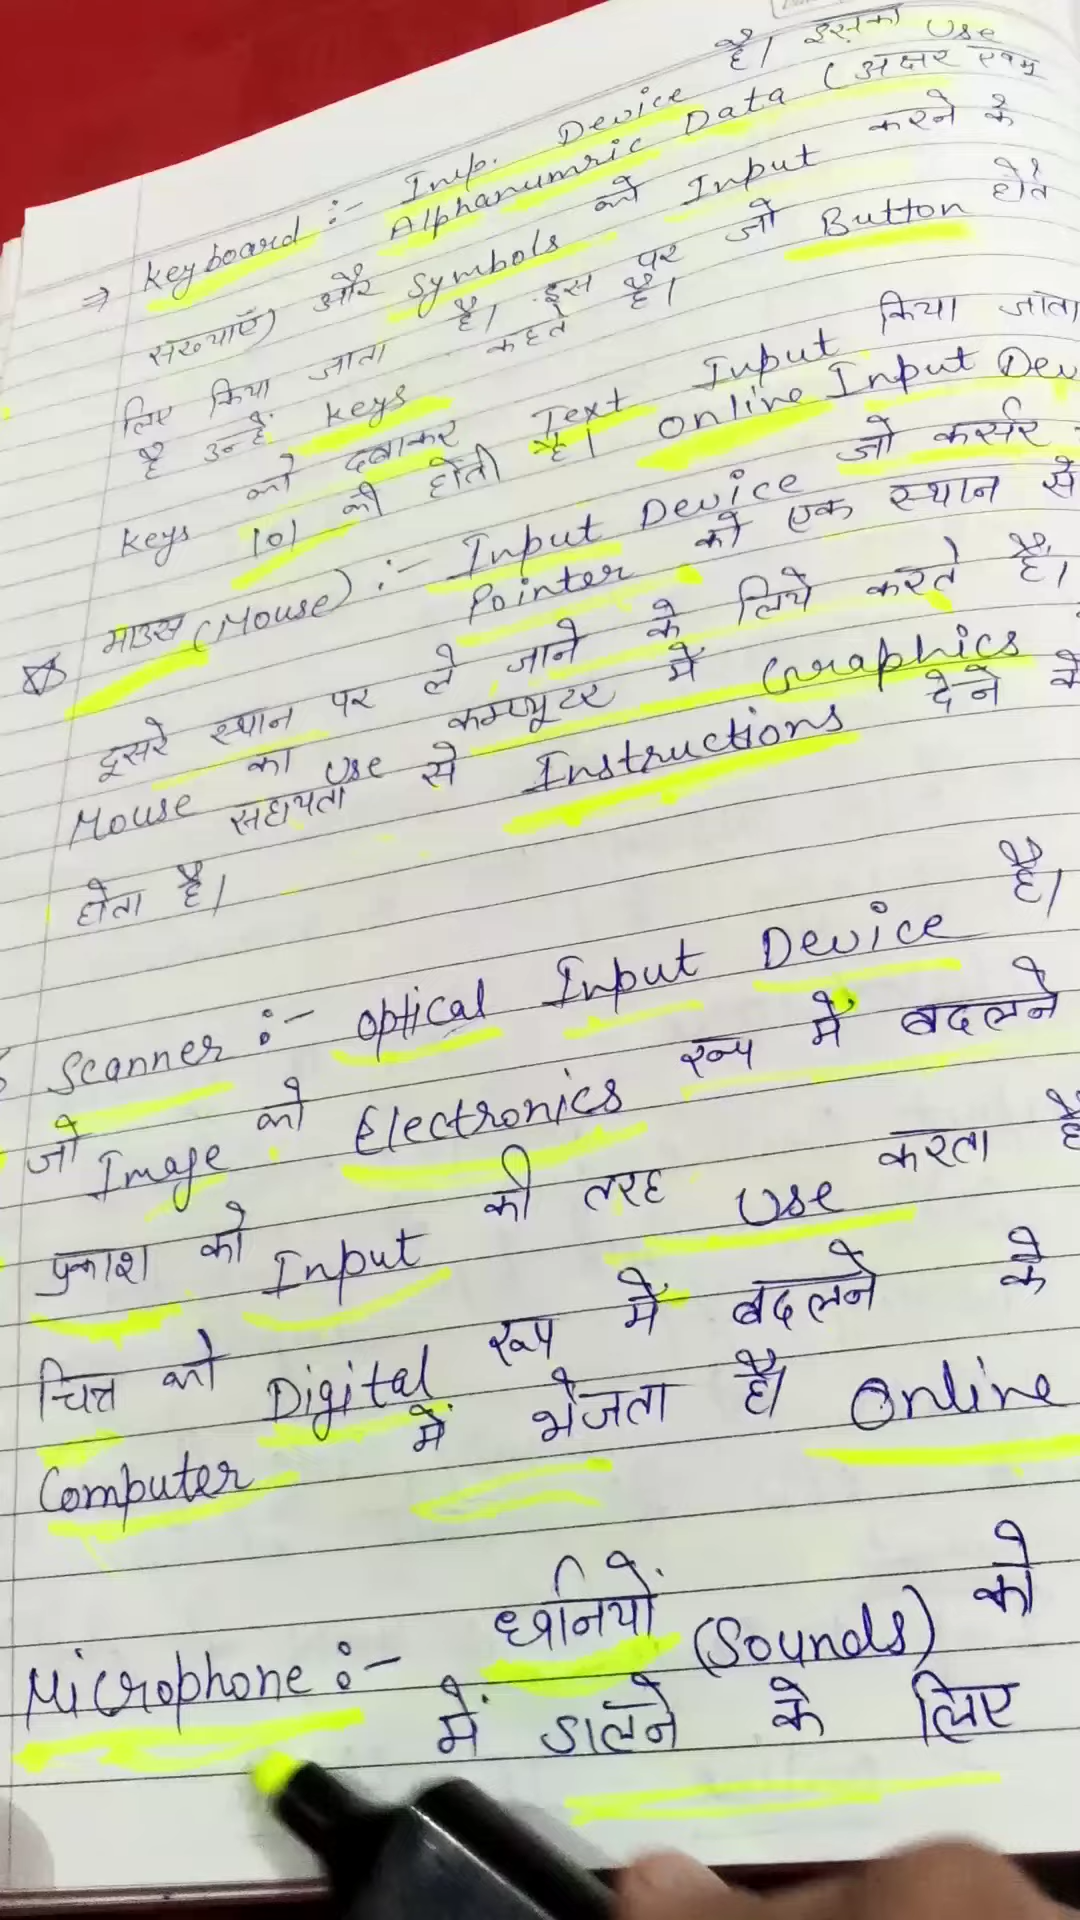 ⇒ Keyboard :- Imp. Device है। इसका Use
Alphanumric Data (अक्षर एवम्
संख्याएँ) और Symbols को Input करने के
लिए किया जाता है। इस पर जो Button होते
है उन्हें Keys कहते है।
Keys को दबाकर Text Input किया जाता
101 की होती है। Online Input Dev
माउस (Mouse) :- Input Device जो कर्सर
Pointer को एक स्थान से
दूसरे स्थान पर ले जाने के लिये करते है।
Mouse का Use कम्प्यूटर में Graphics
सहायता से Instructions देने के
होता है।
Scanner :- Optical Input Device है।
जो Image को Electronics रूप में बदलने
प्रकाश को Input की तरह Use करता है
चित्र को Digital रूप में बदलने के
Computer में भेजता है। Online
Microphone :- ध्वनियों (Sounds) को
में डालने के लिए